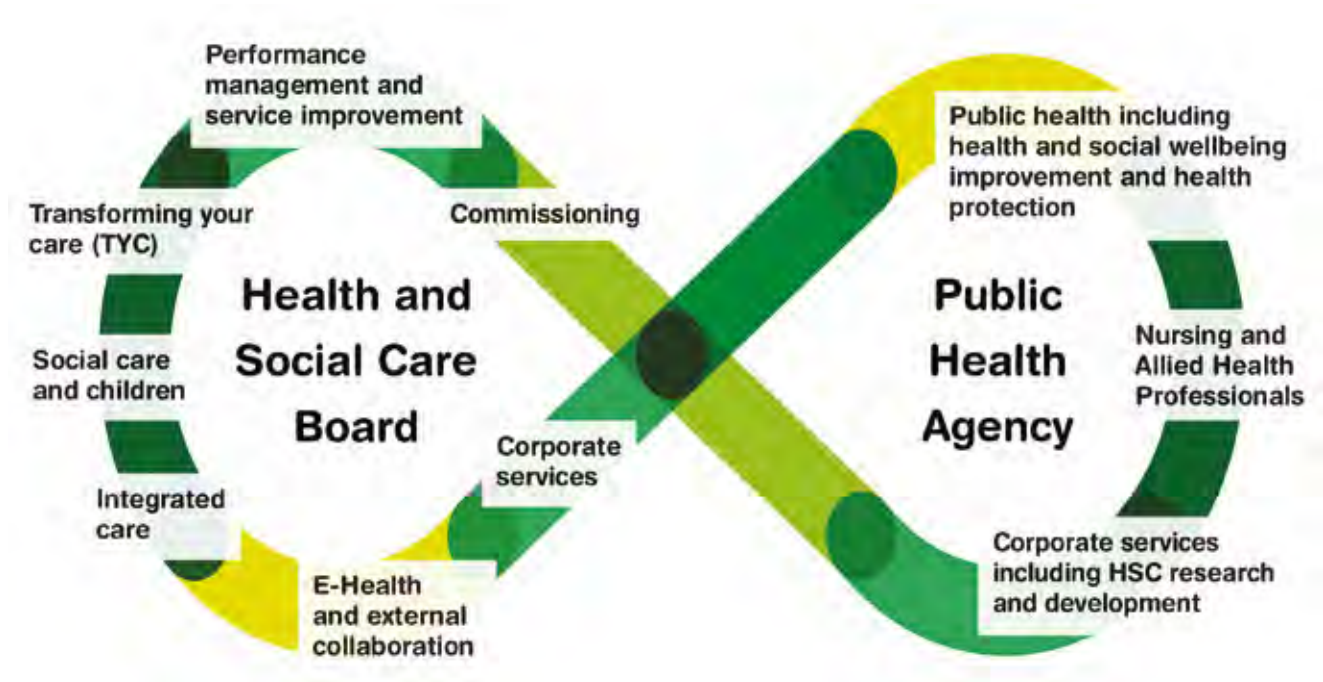 Performance
management and
service improvement
Transforming your
care (TYC)
Commissioning
Health and
Social Care
Board
Social care
and children
Integrated
care
Corporate
services
E-Health
and external
collaboration
Public health including
health and social wellbeing
improvement and health
protection
Public
Health
Agency
Nursing and
Allied Health
Professionals
Corporate services
including HSC research
and development